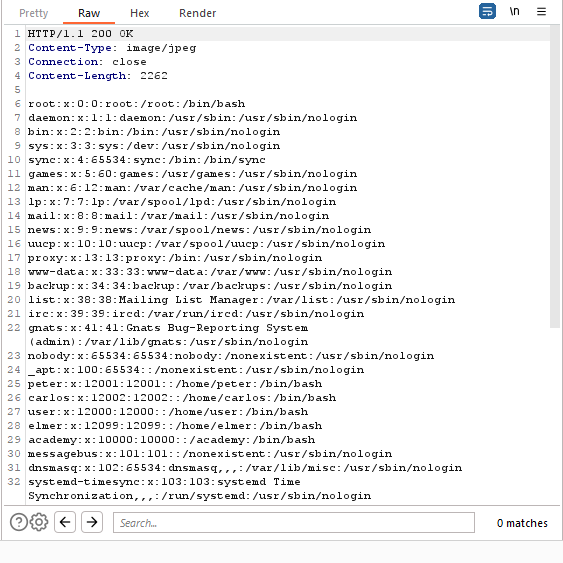 Pretty Raw Hex Render \n
1 HTTP/1.1 200 OK
2 Content-Type: image/jpeg
3 Connection: close
4 Content-Length: 2262
5
6 root:x:0:0:root:/root:/bin/bash
7 daemon:x:1:1:daemon:/usr/sbin:/usr/sbin/nologin
8 bin:x:2:2:bin:/bin:/usr/sbin/nologin
9 sys:x:3:3:sys:/dev:/usr/sbin/nologin
10 sync:x:4:65534:sync:/bin:/bin/sync
11 games:x:5:60:games:/usr/games:/usr/sbin/nologin
12 man:x:6:12:man:/var/cache/man:/usr/sbin/nologin
13 lp:x:7:7:lp:/var/spool/lpd:/usr/sbin/nologin
14 mail:x:8:8:mail:/var/mail:/usr/sbin/nologin
15 news:x:9:9:news:/var/spool/news:/usr/sbin/nologin
16 uucp:x:10:10:uucp:/var/spool/uucp:/usr/sbin/nologin
17 proxy:x:13:13:proxy:/bin:/usr/sbin/nologin
18 www-data:x:33:33:www-data:/var/www:/usr/sbin/nologin
19 backup:x:34:34:backup:/var/backups:/usr/sbin/nologin
20 list:x:38:38:Mailing List Manager:/var/list:/usr/sbin/nologin
21 irc:x:39:39:ircd:/var/run/ircd:/usr/sbin/nologin
22 gnats:x:41:41:Gnats Bug-Reporting System
(admin):/var/lib/gnats:/usr/sbin/nologin
23 nobody:x:65534:65534:nobody:/nonexistent:/usr/sbin/nologin
24 _apt:x:100:65534::/nonexistent:/usr/sbin/nologin
25 peter:x:12001:12001::/home/peter:/bin/bash
26 carlos:x:12002:12002::/home/carlos:/bin/bash
27 user:x:12000:12000::/home/user:/bin/bash
28 elmer:x:12099:12099::/home/elmer:/bin/bash
29 academy:x:10000:10000::/academy:/bin/bash
30 messagebus:x:101:101::/nonexistent:/usr/sbin/nologin
31 dnsmasq:x:102:65534:dnsmasq,,,:/var/lib/misc:/usr/sbin/nologin
32 systemd-timesync:x:103:103:systemd Time
Synchronization,,,:/run/systemd:/usr/sbin/nologin
Search... 0 matches